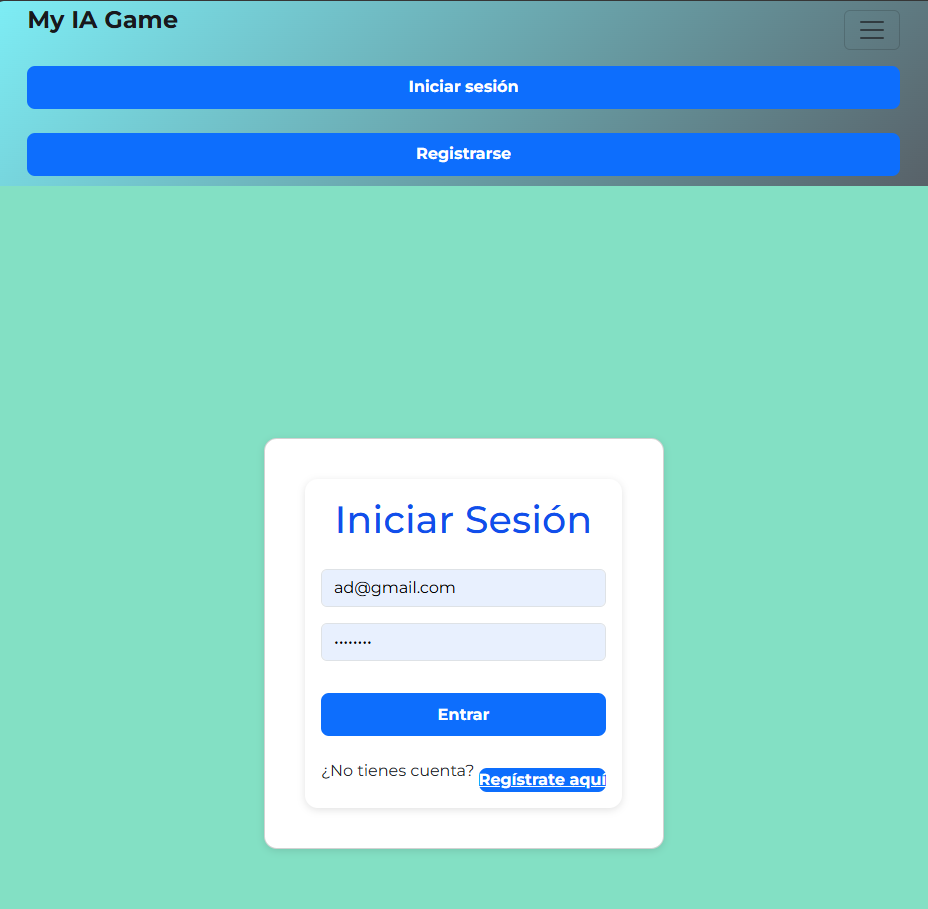 My IA Game
Iniciar sesión
Registrarse
Iniciar Sesión
ad@gmail.com
••••••••
Entrar
¿No tienes cuenta? Regístrate aquí